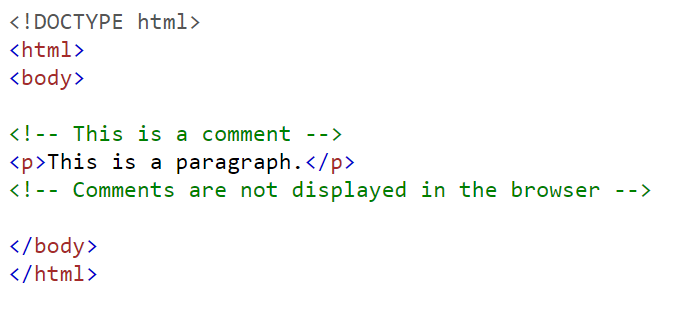 <!DOCTYPE html>
<html>
<body>
<!-- This is a comment -->
<p>This is a paragraph.</p>
<!-- Comments are not displayed in the browser -->
</body>
</html>